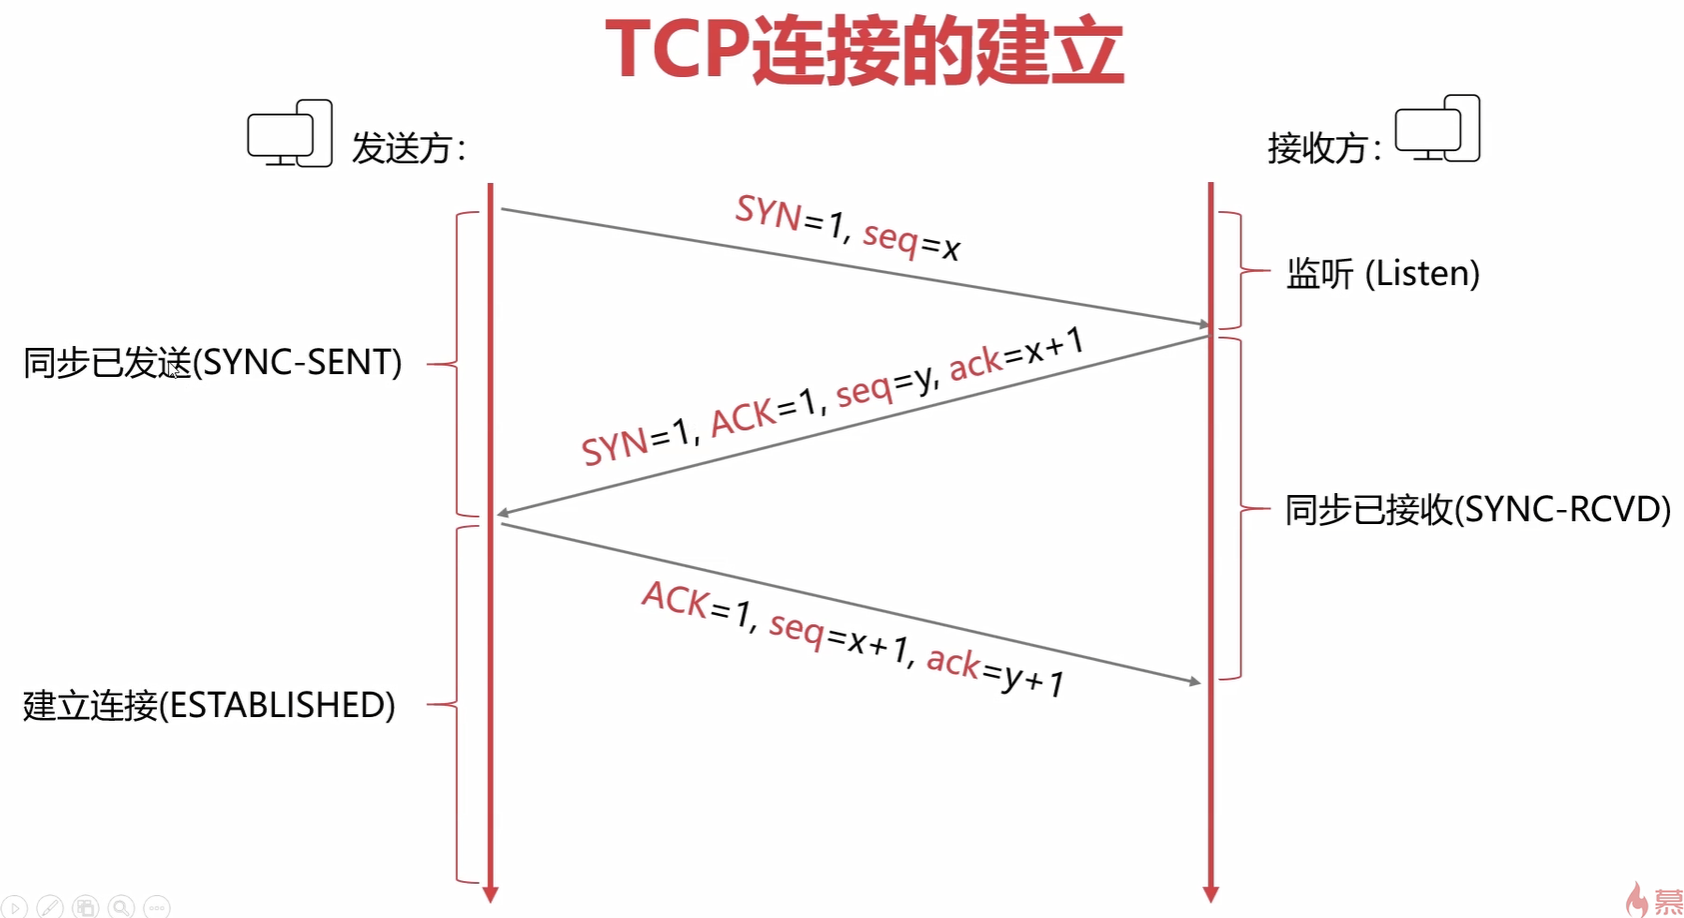 TCP连接的建立
发送方：
接收方：
SYN=1, seq=x
监听 (Listen)
同步已发送(SYNC-SENT)
SYN=1, ACK=1, seq=y, ack=x+1
同步已接收(SYNC-RCVD)
ACK=1, seq=x+1, ack=y+1
建立连接(ESTABLISHED)
慕